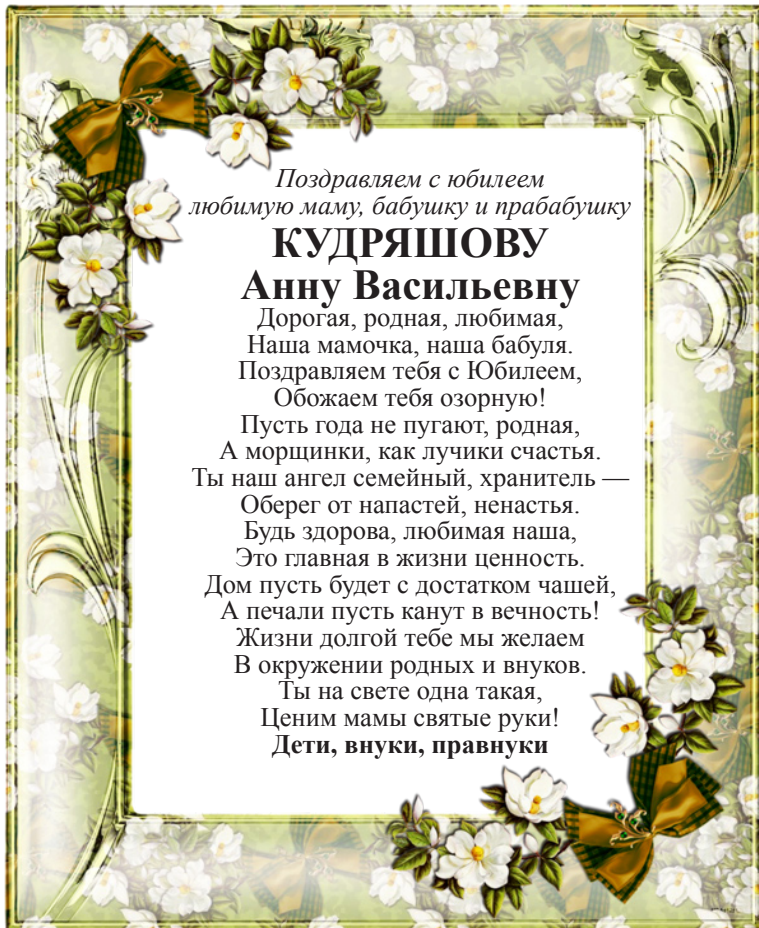 Поздравляем с юбилеем
любимую маму, бабушку и прабабушку
КУДРЯШОВУ
Анну Васильевну
Дорогая, родная, любимая,
Наша мамочка, наша бабуля.
Поздравляем тебя с Юбилеем,
Обожаем тебя озорную!
Пусть года не пугают, родная,
А морщинки, как лучики счастья.
Ты наш ангел семейный, хранитель —
Оберег от напастей, ненастья.
Будь здорова, любимая наша,
Это главная в жизни ценность.
Дом пусть будет с достатком чашей,
А печали пусть канут в вечность!
Жизни долгой тебе мы желаем
В окружении родных и внуков.
Ты на свете одна такая,
Ценим мамы святые руки!
Дети, внуки, правнуки